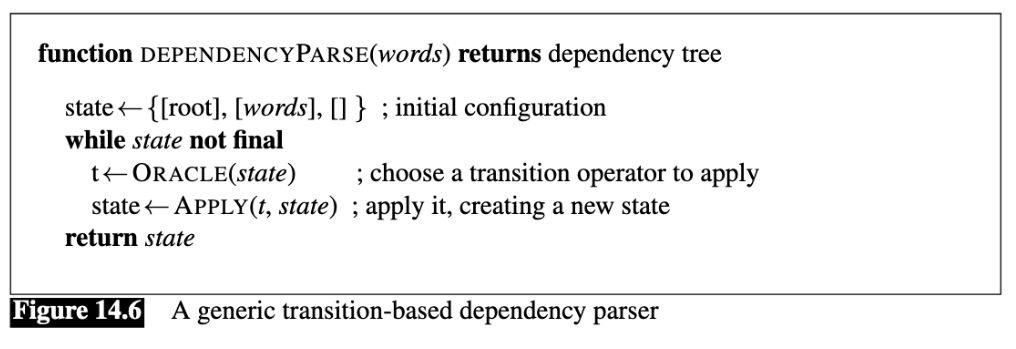 function DEPENDENCYPARSE(words) returns dependency tree
state ← {[root], [words], [] } ; initial configuration
while state not final
t ← ORACLE(state) ; choose a transition operator to apply
state ← APPLY(t, state) ; apply it, creating a new state
return state
Figure 14.6 A generic transition-based dependency parser